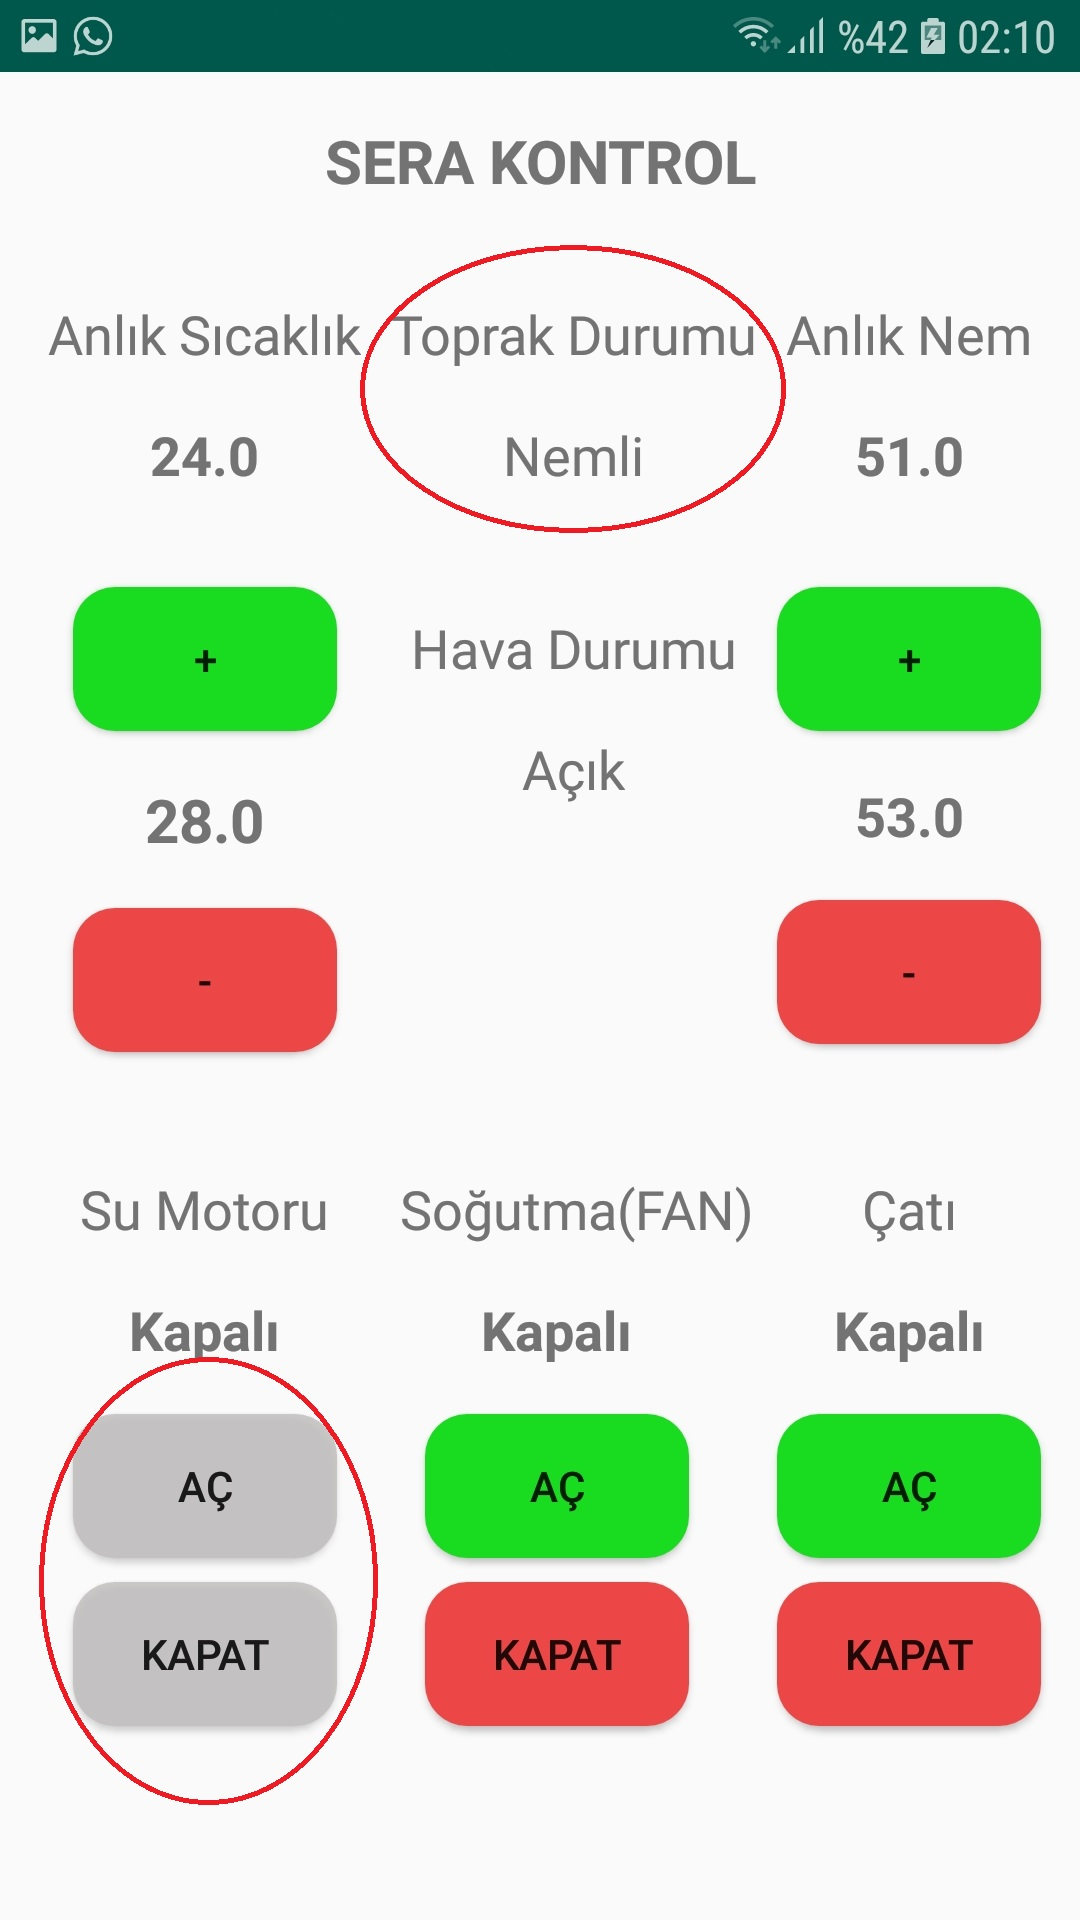 %42 02:10
SERA KONTROL
Anlık Sıcaklık Toprak Durumu Anlık Nem
24.0 Nemli 51.0
+ Hava Durumu +
Açık
28.0 53.0
- -
Su Motoru Soğutma(FAN) Çatı
Kapalı Kapalı Kapalı
AÇ AÇ AÇ
KAPAT KAPAT KAPAT